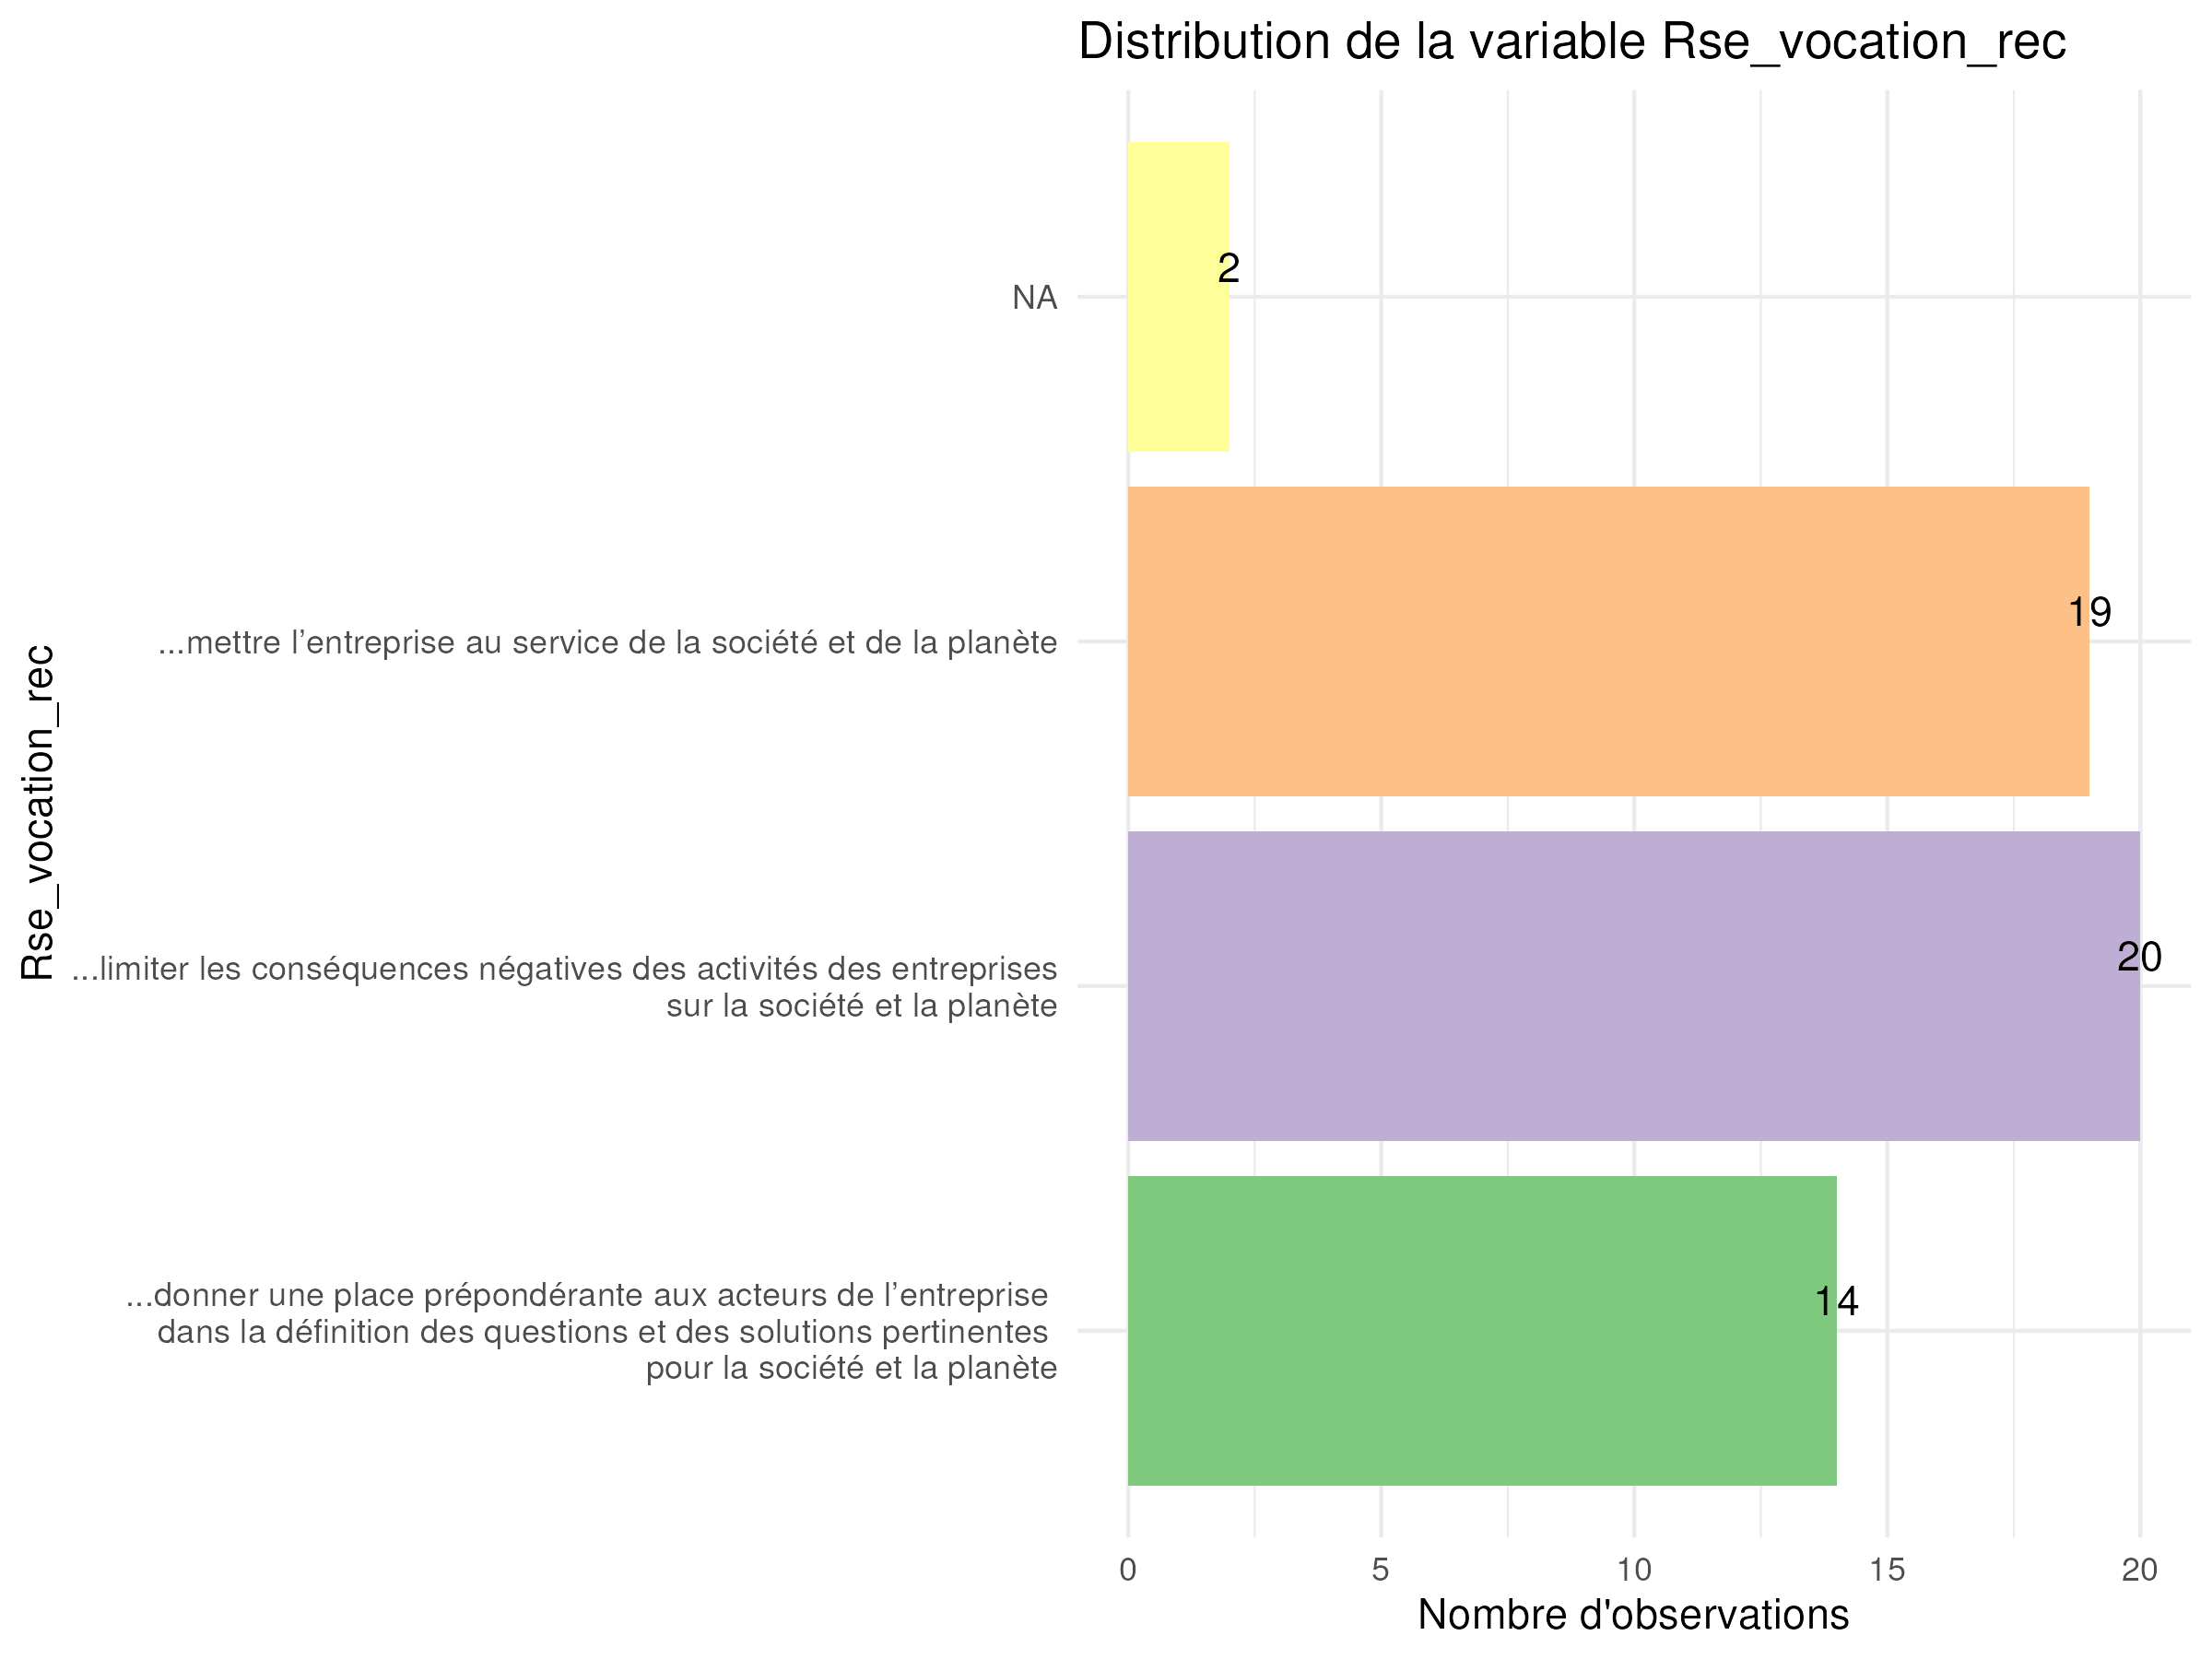 Distribution de la variable Rse_vocation_rec
Rse_vocation_rec
NA
2
...mettre l’entreprise au service de la société et de la planète
19
...limiter les conséquences négatives des activités des entreprises
sur la société et la planète
20
...donner une place prépondérante aux acteurs de l’entreprise
dans la définition des questions et des solutions pertinentes
pour la société et la planète
14
0 5 10 15 20
Nombre d'observations